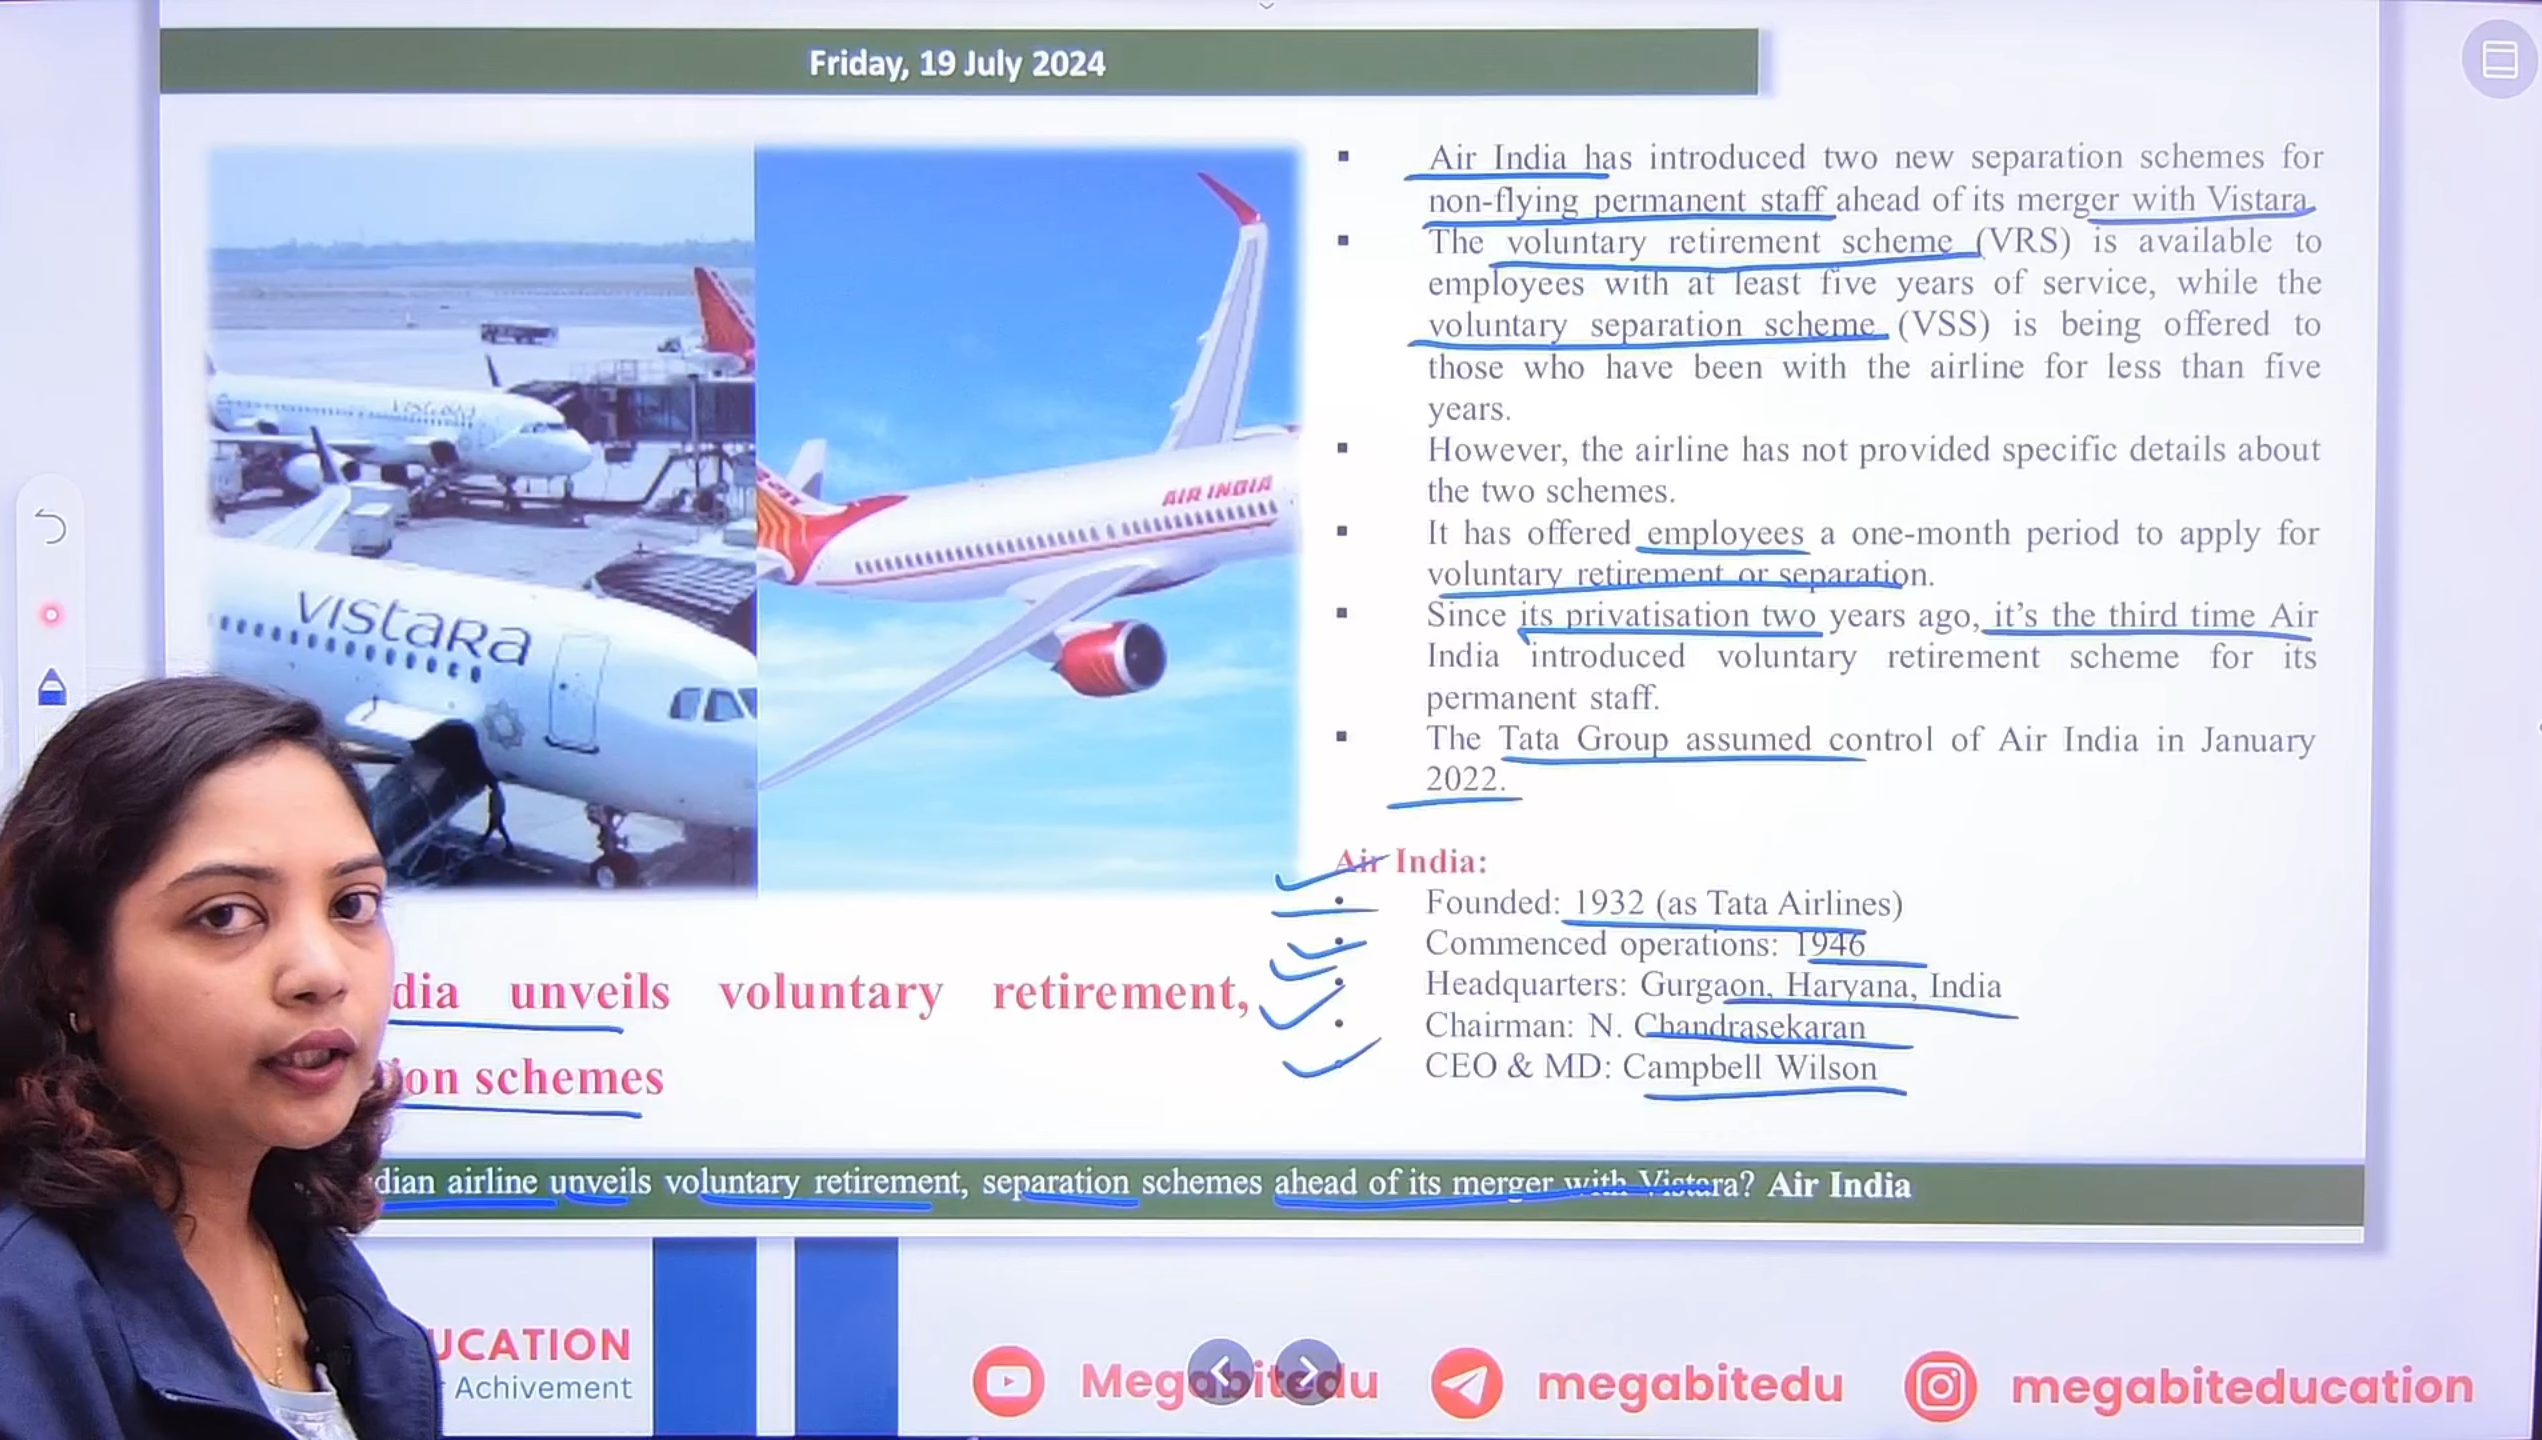 Friday, 19 July 2024
Air India has introduced two new separation schemes for
non-flying permanent staff ahead of its merger with Vistara.
The voluntary retirement scheme (VRS) is available to
employees with at least five years of service, while the
voluntary separation scheme (VSS) is being offered to
those who have been with the airline for less than five
years.
However, the airline has not provided specific details about
the two schemes.
It has offered employees a one-month period to apply for
voluntary retirement or separation.
Since its privatisation two years ago, it's the third time Air
India introduced voluntary retirement scheme for its
permanent staff.
The Tata Group assumed control of Air India in January
2022.
Air India:
Founded: 1932 (as Tata Airlines)
Commenced operations: 1946
Headquarters: Gurgaon, Haryana, India
Chairman: N. Chandrasekaran
CEO & MD: Campbell Wilson
VISTARA
AIR INDIA
vistaRa
dia unveils voluntary retirement,
ion schemes
dian airline unveils voluntary retirement, separation schemes ahead of its merger with Vistara? Air India
UCATION
Achivement
Megabitedu
megabitedu
megabiteducation